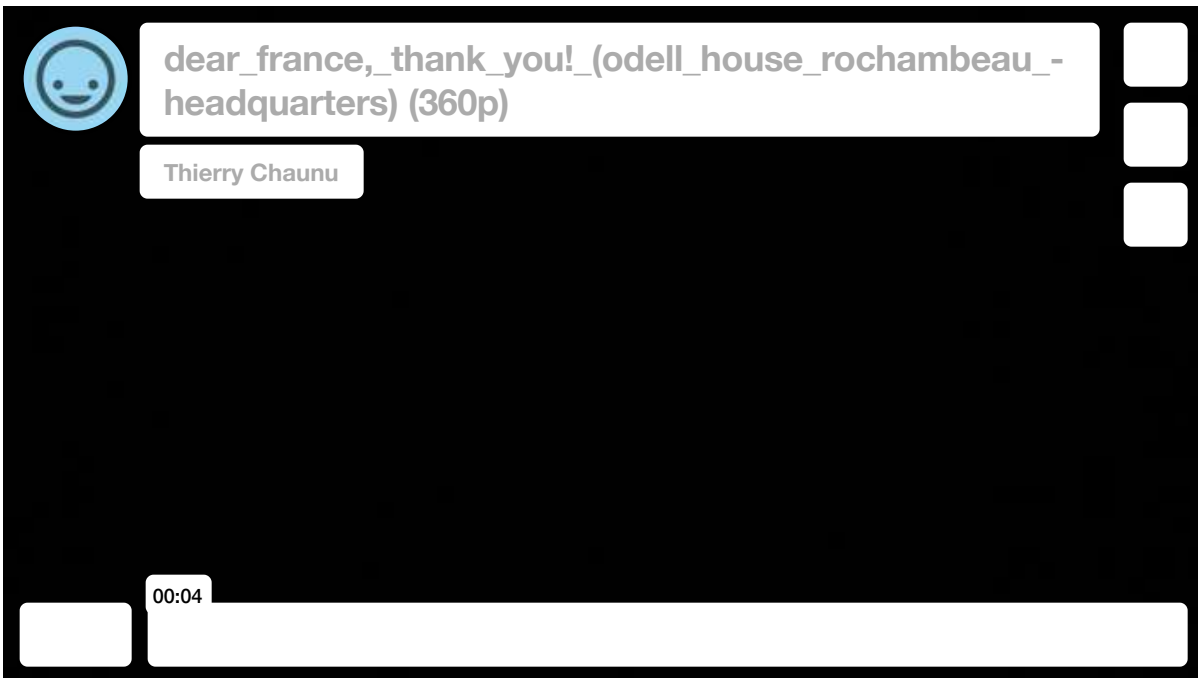 dear_france,_thank_you!_(odell_house_rochambeau_-
headquarters) (360p)
Thierry Chaunu
00:04